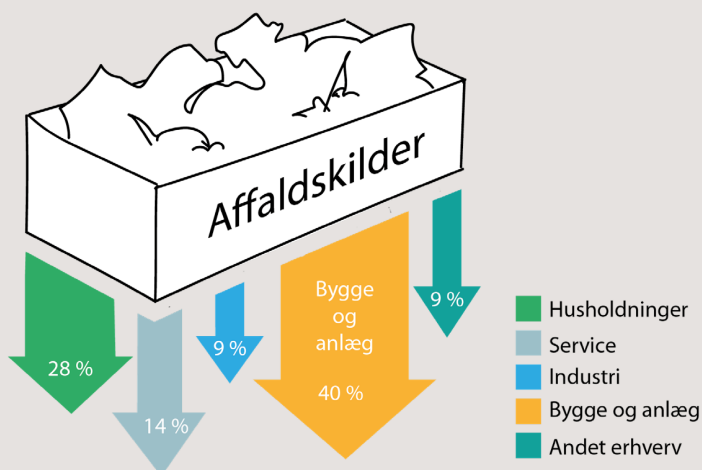 Affaldskilder
Bygge
og
anlæg
28 %
14 %
9 %
40 %
9 %
Husholdninger
Service
Industri
Bygge og anlæg
Andet erhverv